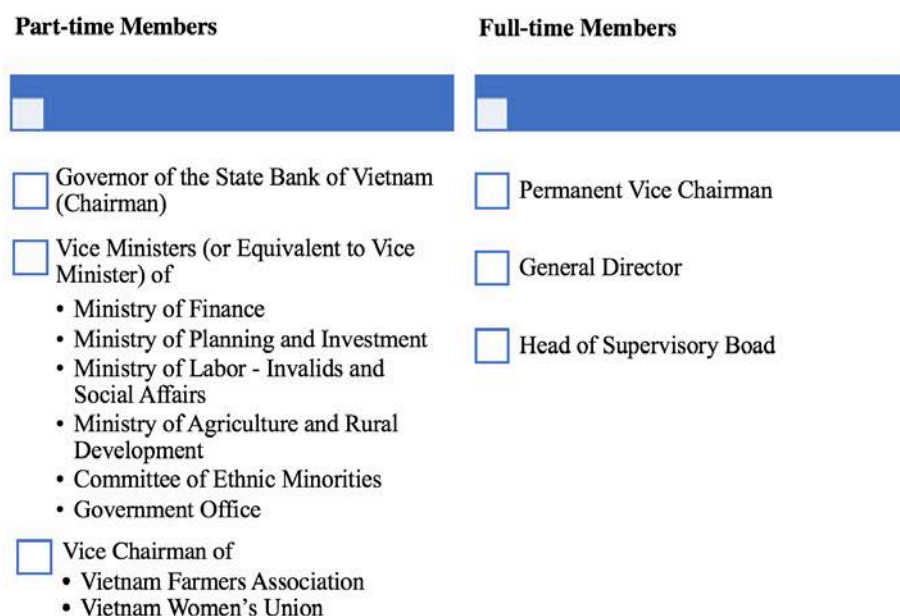 Part-time Members
Governor of the State Bank of Vietnam
(Chairman)
Vice Ministers (or Equivalent to Vice
Minister) of
• Ministry of Finance
• Ministry of Planning and Investment
• Ministry of Labor - Invalids and
Social Affairs
• Ministry of Agriculture and Rural
Development
• Committee of Ethnic Minorities
• Government Office
Vice Chairman of
• Vietnam Farmers Association
• Vietnam Women's Union
Full-time Members
Permanent Vice Chairman
General Director
Head of Supervisory Boad